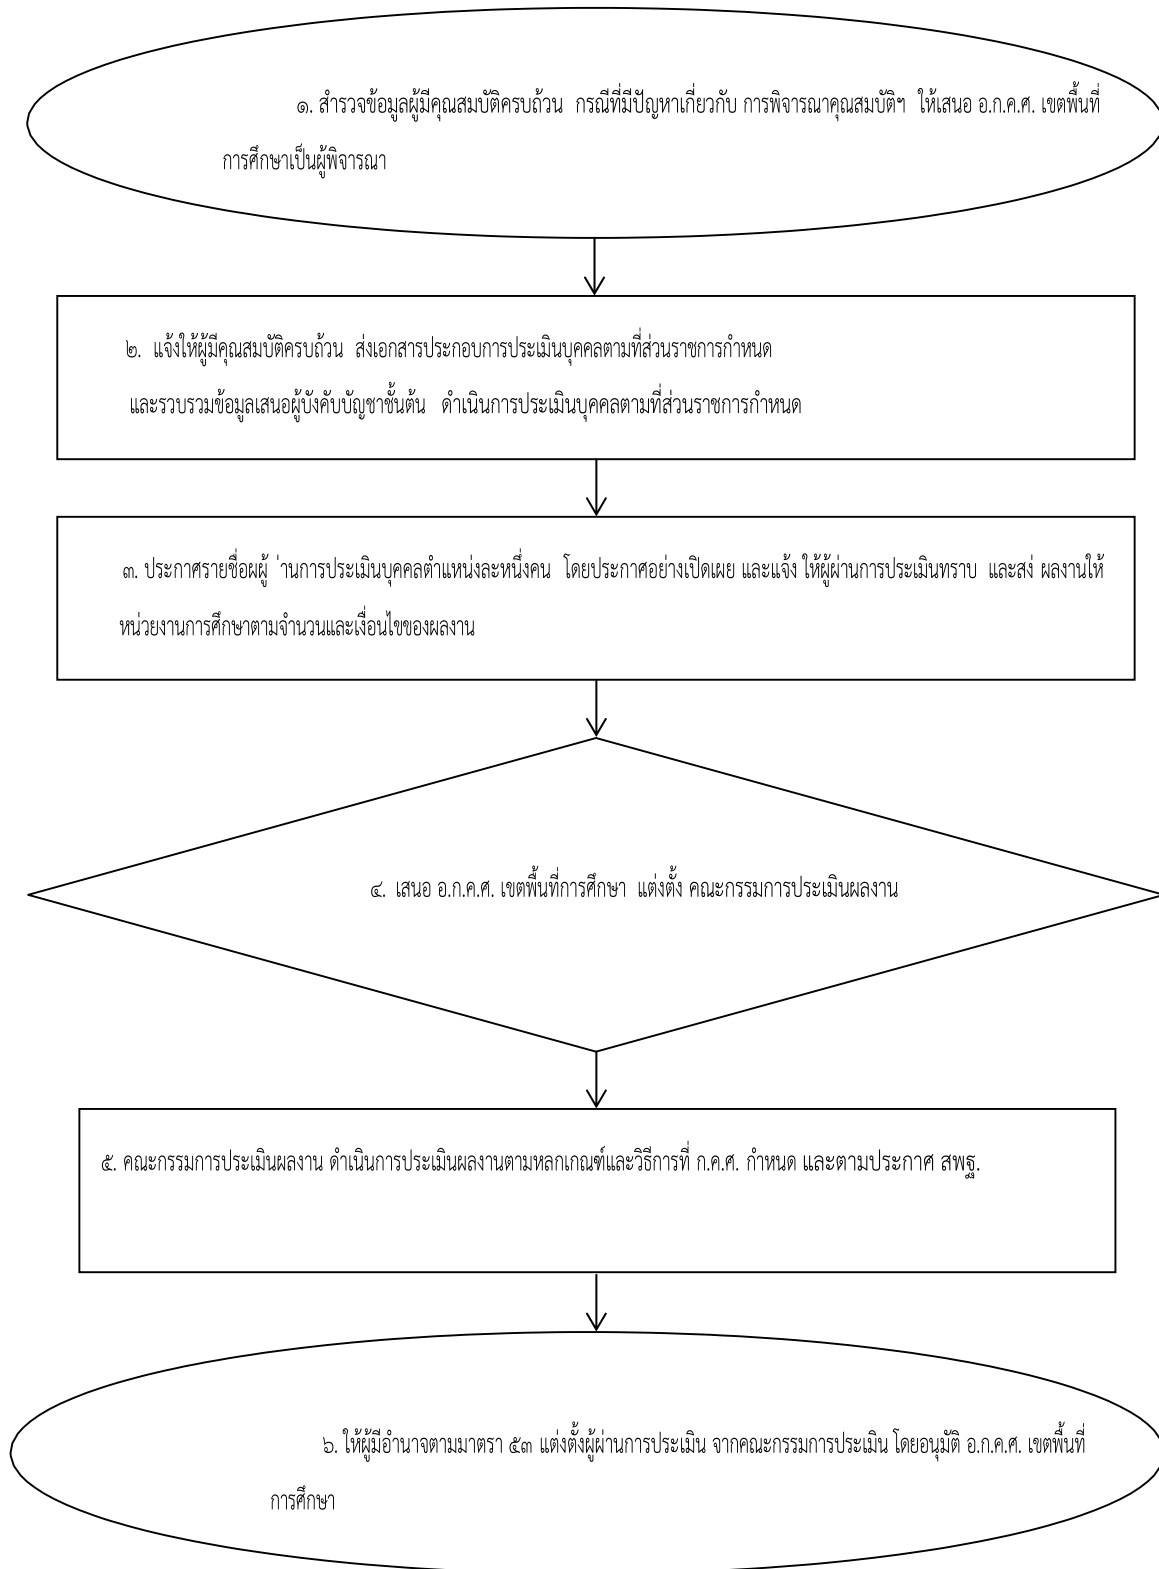 ๑. สำรวจข้อมูลผู้มีคุณสมบัติครบถ้วน กรณีที่มีปัญหาเกี่ยวกับ การพิจารณาคุณสมบัติฯ ให้เสนอ อ.ก.ค.ศ. เขตพื้นที่
การศึกษาเป็นผู้พิจารณา
๒. แจ้งให้ผู้มีคุณสมบัติครบถ้วน ส่งเอกสารประกอบการประเมินบุคคลตามที่ส่วนราชการกำหนด
และรวบรวมข้อมูลเสนอผู้บังคับบัญชาชั้นต้น ดำเนินการประเมินบุคคลตามที่ส่วนราชการกำหนด
๓. ประกาศรายชื่อผผู้ ่านการประเมินบุคคลตำแหน่งละหนึ่งคน โดยประกาศอย่างเปิดเผย และแจ้ง ให้ผู้ผ่านการประเมินทราบ และสง่ ผลงานให้
หน่วยงานการศึกษาตามจำนวนและเงื่อนไขของผลงาน
๔. เสนอ อ.ก.ค.ศ. เขตพื้นที่การศึกษา แต่งตั้ง คณะกรรมการประเมินผลงาน
๕. คณะกรรมการประเมินผลงาน ดำเนินการประเมินผลงานตามหลกเกณฑ์และวิธีการที่ ก.ค.ศ. กำหนด และตามประกาศ สพฐ.
๖. ให้ผู้มีอำนาจตามมาตรา ๕๓ แต่งตั้งผู้ผ่านการประเมิน จากคณะกรรมการประเมิน โดยอนุมัติ อ.ก.ค.ศ. เขตพื้นที่
การศึกษา